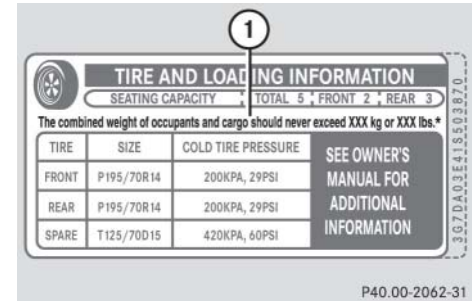 1
TIRE AND LOADING INFORMATION
SEATING CAPACITY TOTAL 5 FRONT 2 REAR 3
The combined weight of occupants and cargo should never exceed XXX kg or XXX lbs.*
TIRE SIZE COLD TIRE PRESSURE
FRONT P195/70R14 200KPA, 29PSI
REAR P195/70R14 200KPA, 29PSI
SPARE T125/70D15 420KPA, 60PSI
SEE OWNER'S
MANUAL FOR
ADDITIONAL
INFORMATION
3G7DA03E41S503870
P40.00-2062-31